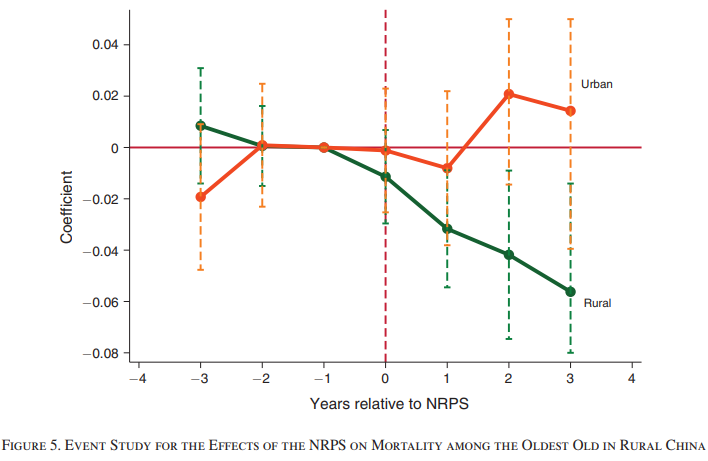 0.04
0.02
0
−0.02
−0.04
−0.06
−0.08
Coefficient
Urban
Rural
−4 −3 −2 −1 0 1 2 3 4
Years relative to NRPS
FIGURE 5. EVENT STUDY FOR THE EFFECTS OF THE NRPS ON MORTALITY AMONG THE OLDEST OLD IN RURAL CHINA